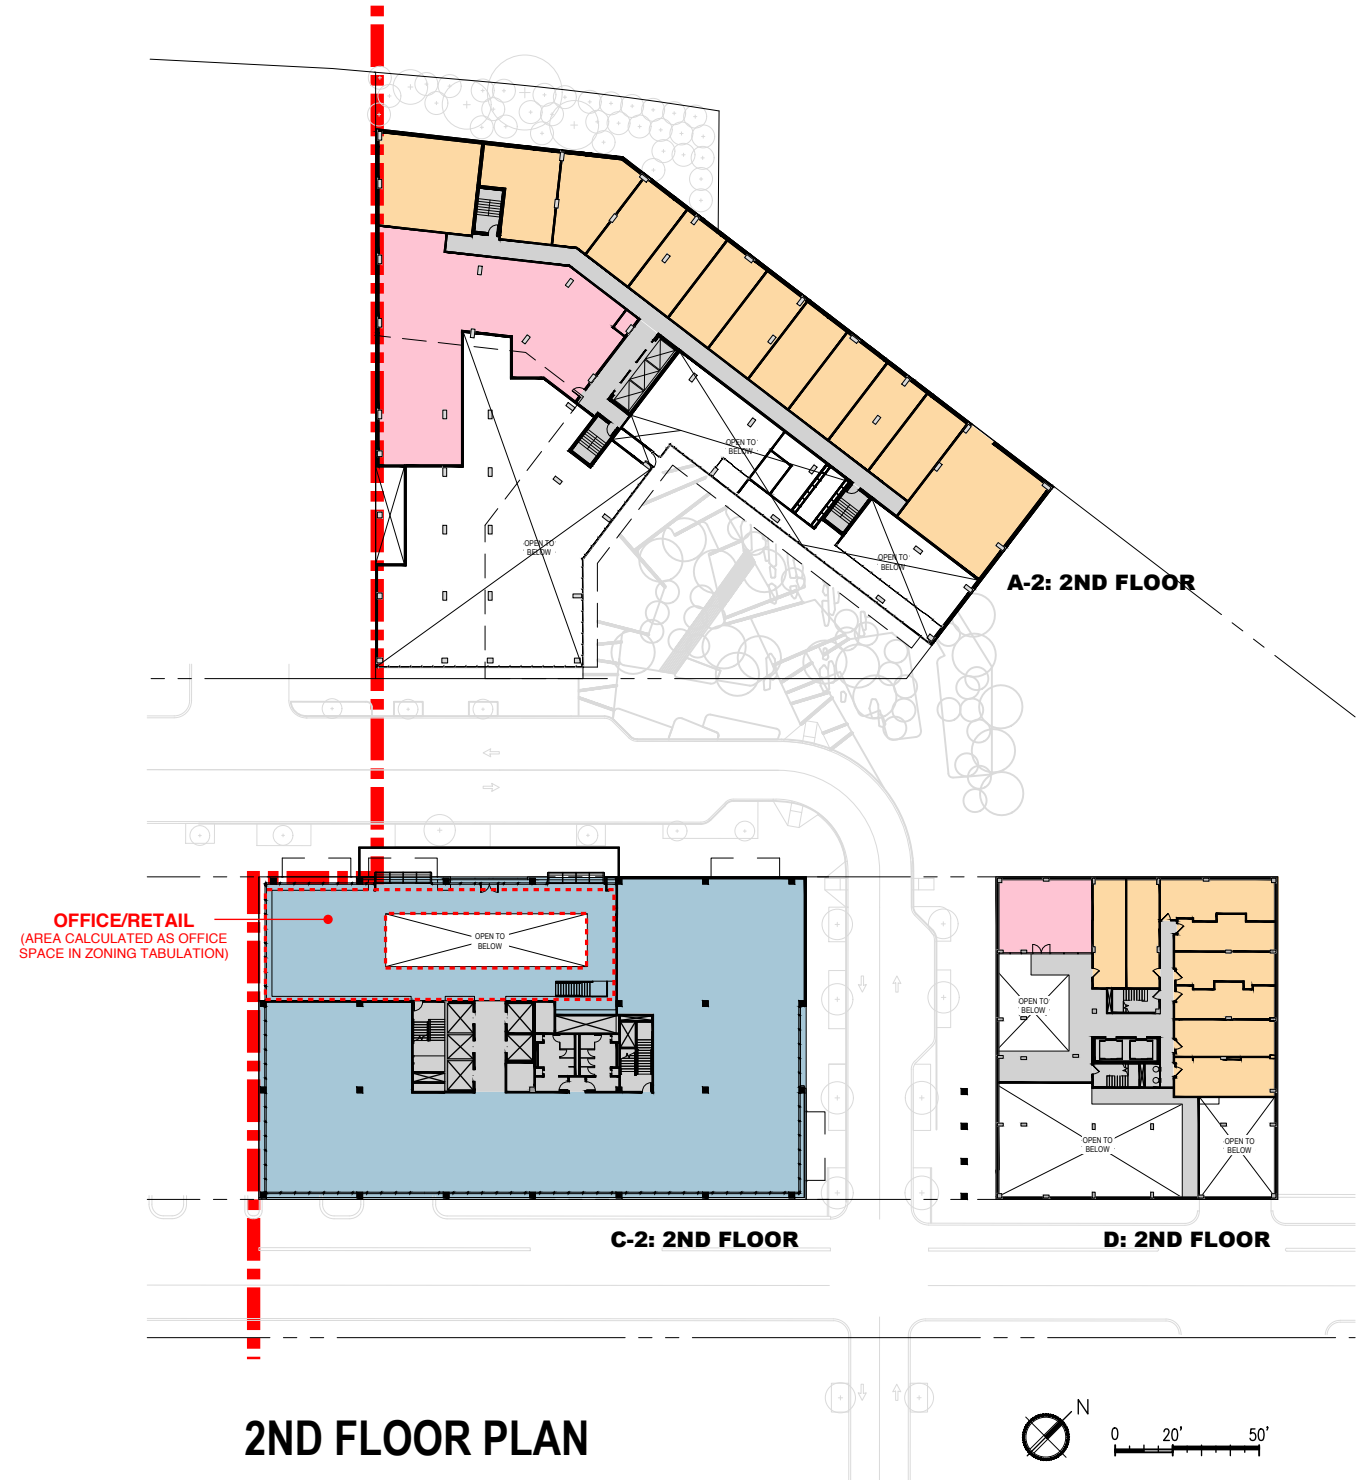 OPEN TO
BELOW
OPEN TO
BELOW
OPEN TO
BELOW
A-2: 2ND FLOOR
OFFICE/RETAIL
(AREA CALCULATED AS OFFICE
SPACE IN ZONING TABULATION)
OPEN TO
BELOW
OPEN TO
BELOW
OPEN TO
BELOW
OPEN TO
BELOW
C-2: 2ND FLOOR
D: 2ND FLOOR
2ND FLOOR PLAN
N
0 20' 50'